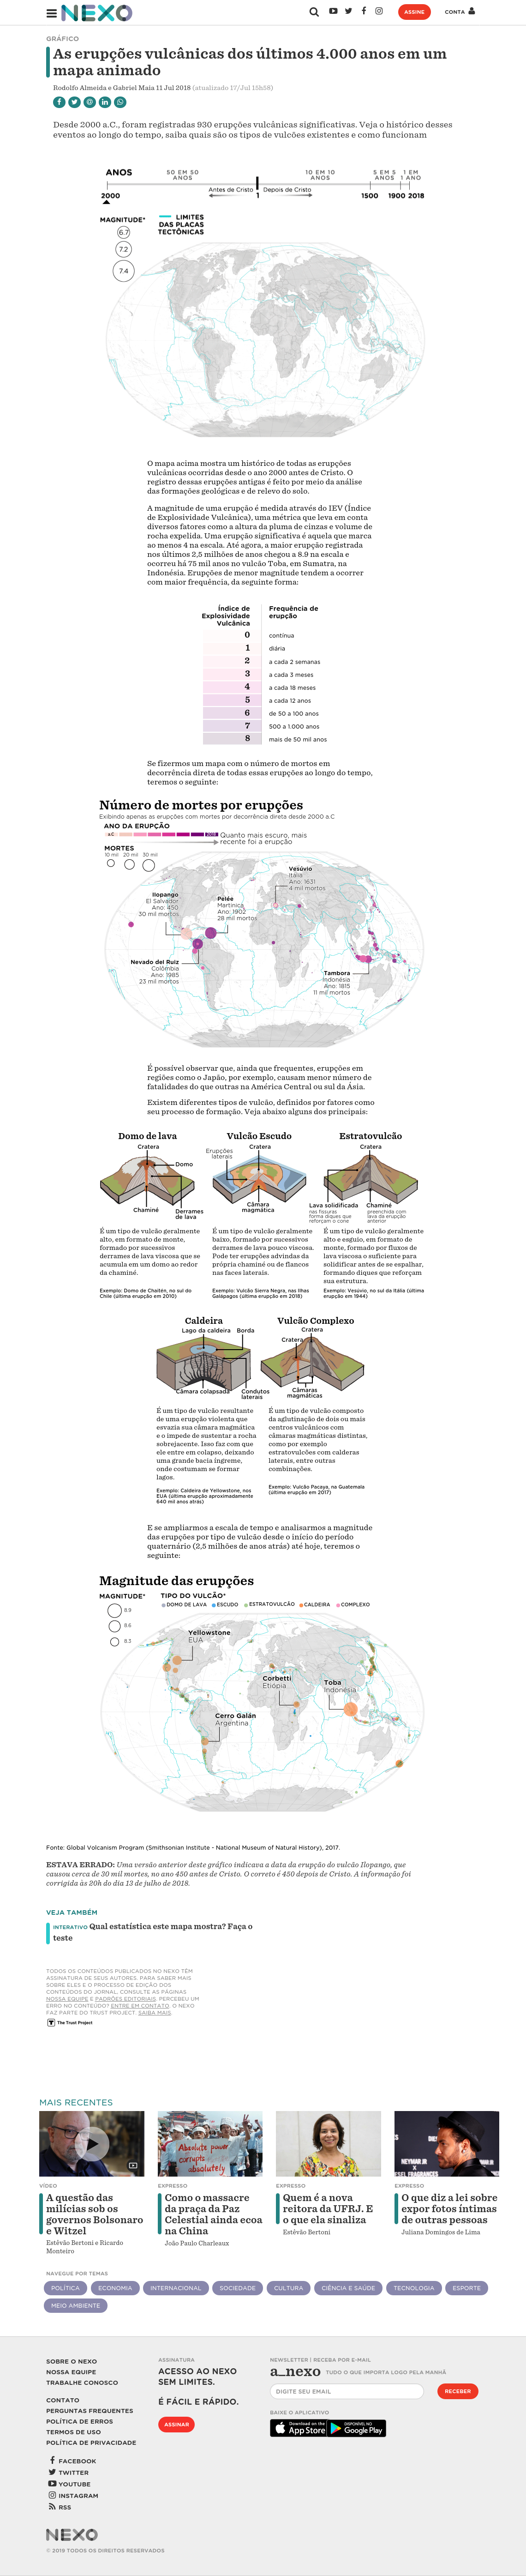 NEXO
ASSINE
CONTA
GRÁFICO
As erupções vulcânicas dos últimos 4.000 anos em um
mapa animado
Rodolfo Almeida e Gabriel Maia 11 Jul 2018 (atualizado 17/Jul 15h58)
Desde 2000 a.C., foram registradas 930 erupções vulcânicas significativas. Veja o histórico desses
eventos ao longo do tempo, saiba quais são os tipos de vulcões existentes e como funcionam
ANOS
50 EM 50
ANOS
10 EM 10
ANOS
5 EM 5
ANOS
1 EM
1 ANO
Antes de Cristo
Depois de Cristo
2000
1
1500
1900
2018
MAGNITUDE*
6.7
7.2
7.4
LIMITES
DAS PLACAS
TECTÔNICAS
O mapa acima mostra um histórico de todas as erupções
vulcânicas ocorridas desde o ano 2000 antes de Cristo. O
registro dessas erupções antigas é feito por meio da análise
das formações geológicas e de relevo do solo.
A magnitude de uma erupção é medida através do IEV (Índice
de Explosividade Vulcânica), uma métrica que leva em conta
diversos fatores como a altura da pluma de cinzas e volume de
rocha expelida. Uma erupção significativa é aquela que marca
ao menos 4 na escala. Até agora, a maior erupção registrada
nos últimos 2,5 milhões de anos chegou a 8.9 na escala e
ocorreu há 75 mil anos no vulcão Toba, em Sumatra, na
Indonésia. Erupções de menor magnitude tendem a ocorrer
com maior frequência, da seguinte forma:
Índice de
Explosividade
Vulcânica
Frequência de
erupção
0 contínua
1 diária
2 a cada 2 semanas
3 a cada 3 meses
4 a cada 18 meses
5 a cada 12 anos
6 de 50 a 100 anos
7 500 a 1.000 anos
8 mais de 50 mil anos
Se fizermos um mapa com o número de mortos em
decorrência direta de todas essas erupções ao longo do tempo,
teremos o seguinte:
Número de mortes por erupções
Exibindo apenas as erupções com mortes por decorrência direta desde 2000 a.C
ANO DA ERUPÇÃO
2018
Quanto mais escuro, mais
recente foi a erupção
MORTES
10 mil 20 mil 30 mil
Vesúvio
Itália
Ano: 1631
4 mil mortos
Ilopango
El Salvador
Ano: 450
30 mil mortos
Pelée
Martinica
Ano: 1902
28 mil mortos
Nevado del Ruiz
Colômbia
Ano: 1985
23 mil mortos
Tambora
Indonésia
Ano: 1815
11 mil mortos
É possível observar que, ainda que frequentes, erupções em
regiões como o Japão, por exemplo, causam menor número de
fatalidades do que outras na América Central ou sul da Ásia.
Existem diferentes tipos de vulcão, definidos por fatores como
seu processo de formação. Veja abaixo alguns dos principais:
Domo de lava
Cratera
Domo
Chaminé
Derrames
de lava
É um tipo de vulcão geralmente
alto, em formato de monte,
formado por sucessivos
derrames de lava viscosa que se
acumula em um domo ao redor
da chaminé.
Exemplo: Domo de Chaitén, no sul do
Chile (última erupção em 2010)
Vulcão Escudo
Erupções
laterais
Cratera
Câmara
magmática
É um tipo de vulcão geralmente
baixo, formado por sucessivos
derrames de lava pouco viscosa.
Pode ter erupções advindas da
própria chaminé ou de flancos
nas faces laterais.
Exemplo: Vulcão Sierra Negra, nas Ilhas
Galápagos (última erupção em 2018)
Estratovulcão
Cratera
Lava solidificada
nas fissuras
forma diques que
reforçam o cone
Chaminé
preenchida com
lava da erupção
anterior
É um tipo de vulcão geralmente
alto e esguio, em formato de
monte, formado por fluxos de
lava viscosa o suficiente para
solidificar antes de se espalhar,
formando diques que reforçam
sua estrutura.
Exemplo: Vesúvio, no sul da Itália (última
erupção em 1944)
Caldeira
Lago da caldeira
Borda
Câmara colapsada
Condutos
laterais
É um tipo de vulcão resultante
de uma erupção violenta que
esvazia sua câmara magmática
e o impede de sustentar a rocha
sobrejacente. Isso faz com que
ele entre em colapso, deixando
uma grande bacia íngreme,
onde costumam se formar
lagos.
Exemplo: Caldeira de Yellowstone, nos
EUA (última erupção aproximadamente
640 mil anos atrás)
Vulcão Complexo
Cratera
Cratera
Câmaras
magmáticas
É um tipo de vulcão composto
da aglutinação de dois ou mais
centros vulcânicos com
câmaras magmáticas distintas,
como por exemplo
estratovulcões com calderas
laterais, entre outras
combinações.
Exemplo: Vulcão Pacaya, na Guatemala
(última erupção em 2017)
E se ampliarmos a escala de tempo e analisarmos a magnitude
das erupções por tipo de vulcão desde o início do período
quaternário (2,5 milhões de anos atrás) até hoje, teremos o
seguinte:
Magnitude das erupções
MAGNITUDE*
8.9
8.6
8.3
TIPO DO VULCÃO*
DOMO DE LAVA ESCUDO ESTRATOVULCÃO CALDEIRA COMPLEXO
Yellowstone
EUA
Corbetti
Etiópia
Toba
Indonésia
Cerro Galán
Argentina
Fonte: Global Volcanism Program (Smithsonian Institute - National Museum of Natural History), 2017.
ESTAVA ERRADO: Uma versão anterior deste gráfico indicava a data da erupção do vulcão Ilopango, que
causou cerca de 30 mil mortes, no ano 450 antes de Cristo. O correto é 450 depois de Cristo. A informação foi
corrigida às 20h do dia 13 de julho de 2018.
VEJA TAMBÉM
INTERATIVO Qual estatística este mapa mostra? Faça o
teste
TODOS OS CONTEÚDOS PUBLICADOS NO NEXO TÊM
ASSINATURA DE SEUS AUTORES. PARA SABER MAIS
SOBRE ELES E O PROCESSO DE EDIÇÃO DOS
CONTEÚDOS DO JORNAL, CONSULTE AS PÁGINAS
NOSSA EQUIPE E PADRÕES EDITORIAIS. PERCEBEU UM
ERRO NO CONTEÚDO? ENTRE EM CONTATO. O NEXO
FAZ PARTE DO TRUST PROJECT. SAIBA MAIS.
The Trust Project
MAIS RECENTES
Absolute power
corrupts
absolutely
NEYMAR JR
VÍDEO
A questão das
milícias sob os
governos Bolsonaro
e Witzel
Estêvão Bertoni e Ricardo
Monteiro
EXPRESSO
Como o massacre
da praça da Paz
Celestial ainda ecoa
na China
João Paulo Charleaux
EXPRESSO
Quem é a nova
reitora da UFRJ. E
o que ela sinaliza
Estêvão Bertoni
EXPRESSO
O que diz a lei sobre
expor fotos íntimas
de outras pessoas
Juliana Domingos de Lima
NAVEGUE POR TEMAS
POLÍTICA ECONOMIA INTERNACIONAL SOCIEDADE CULTURA CIÊNCIA E SAÚDE TECNOLOGIA ESPORTE
MEIO AMBIENTE
SOBRE O NEXO
NOSSA EQUIPE
TRABALHE CONOSCO
CONTATO
PERGUNTAS FREQUENTES
POLÍTICA DE ERROS
TERMOS DE USO
POLÍTICA DE PRIVACIDADE
FACEBOOK
TWITTER
YOUTUBE
INSTAGRAM
RSS
ASSINATURA
ACESSO AO NEXO
SEM LIMITES.
É FÁCIL E RÁPIDO.
ASSINAR
NEWSLETTER | RECEBA POR E-MAIL
a_nexo TUDO O QUE IMPORTA LOGO PELA MANHÃ
DIGITE SEU EMAIL
RECEBER
BAIXE O APLICATIVO
Download on the
App Store
DISPONÍVEL NO
Google Play
NEXO
© 2019 TODOS OS DIREITOS RESERVADOS